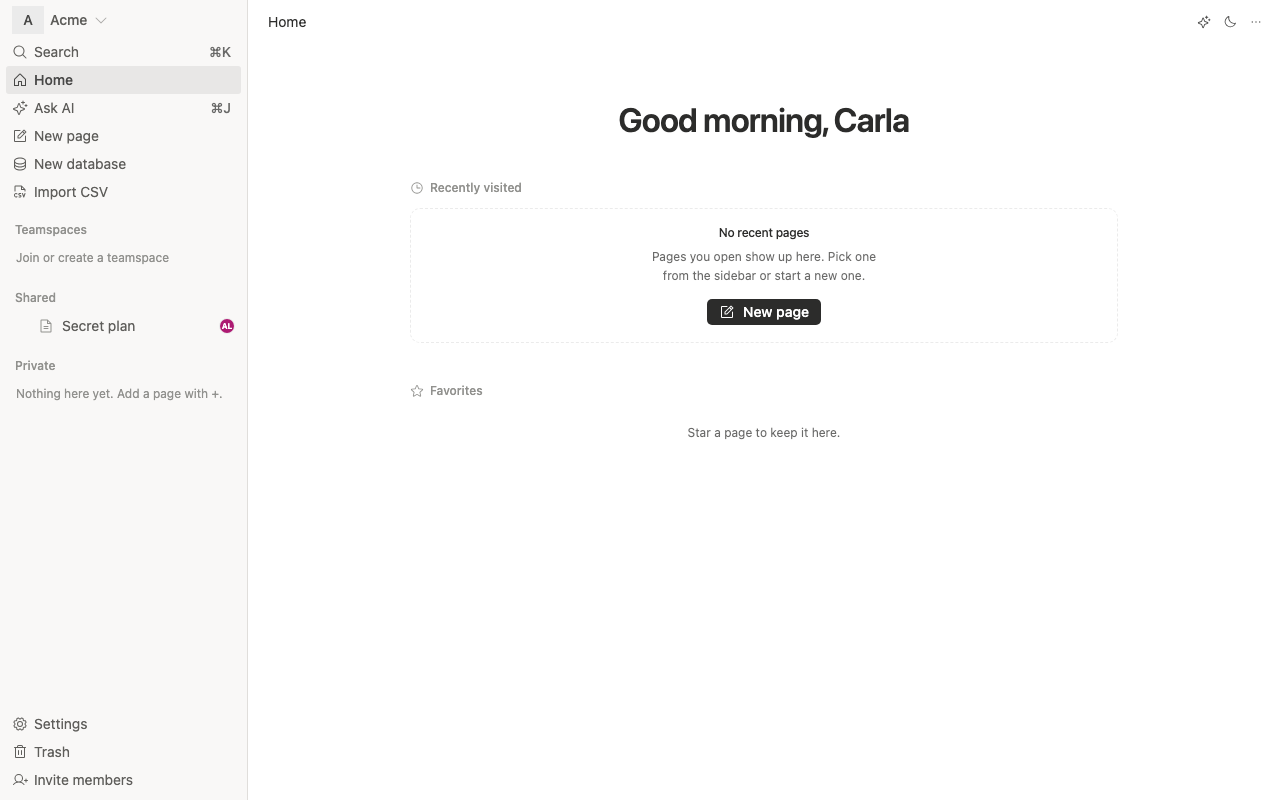 A Acme
Search ⌘K
Home
Ask AI ⌘J
New page
New database
Import CSV
Teamspaces
Join or create a teamspace
Shared
Secret plan AL
Private
Nothing here yet. Add a page with +.
Settings
Trash
Invite members
Home
Good morning, Carla
Recently visited
No recent pages
Pages you open show up here. Pick one
from the sidebar or start a new one.
New page
Favorites
Star a page to keep it here.